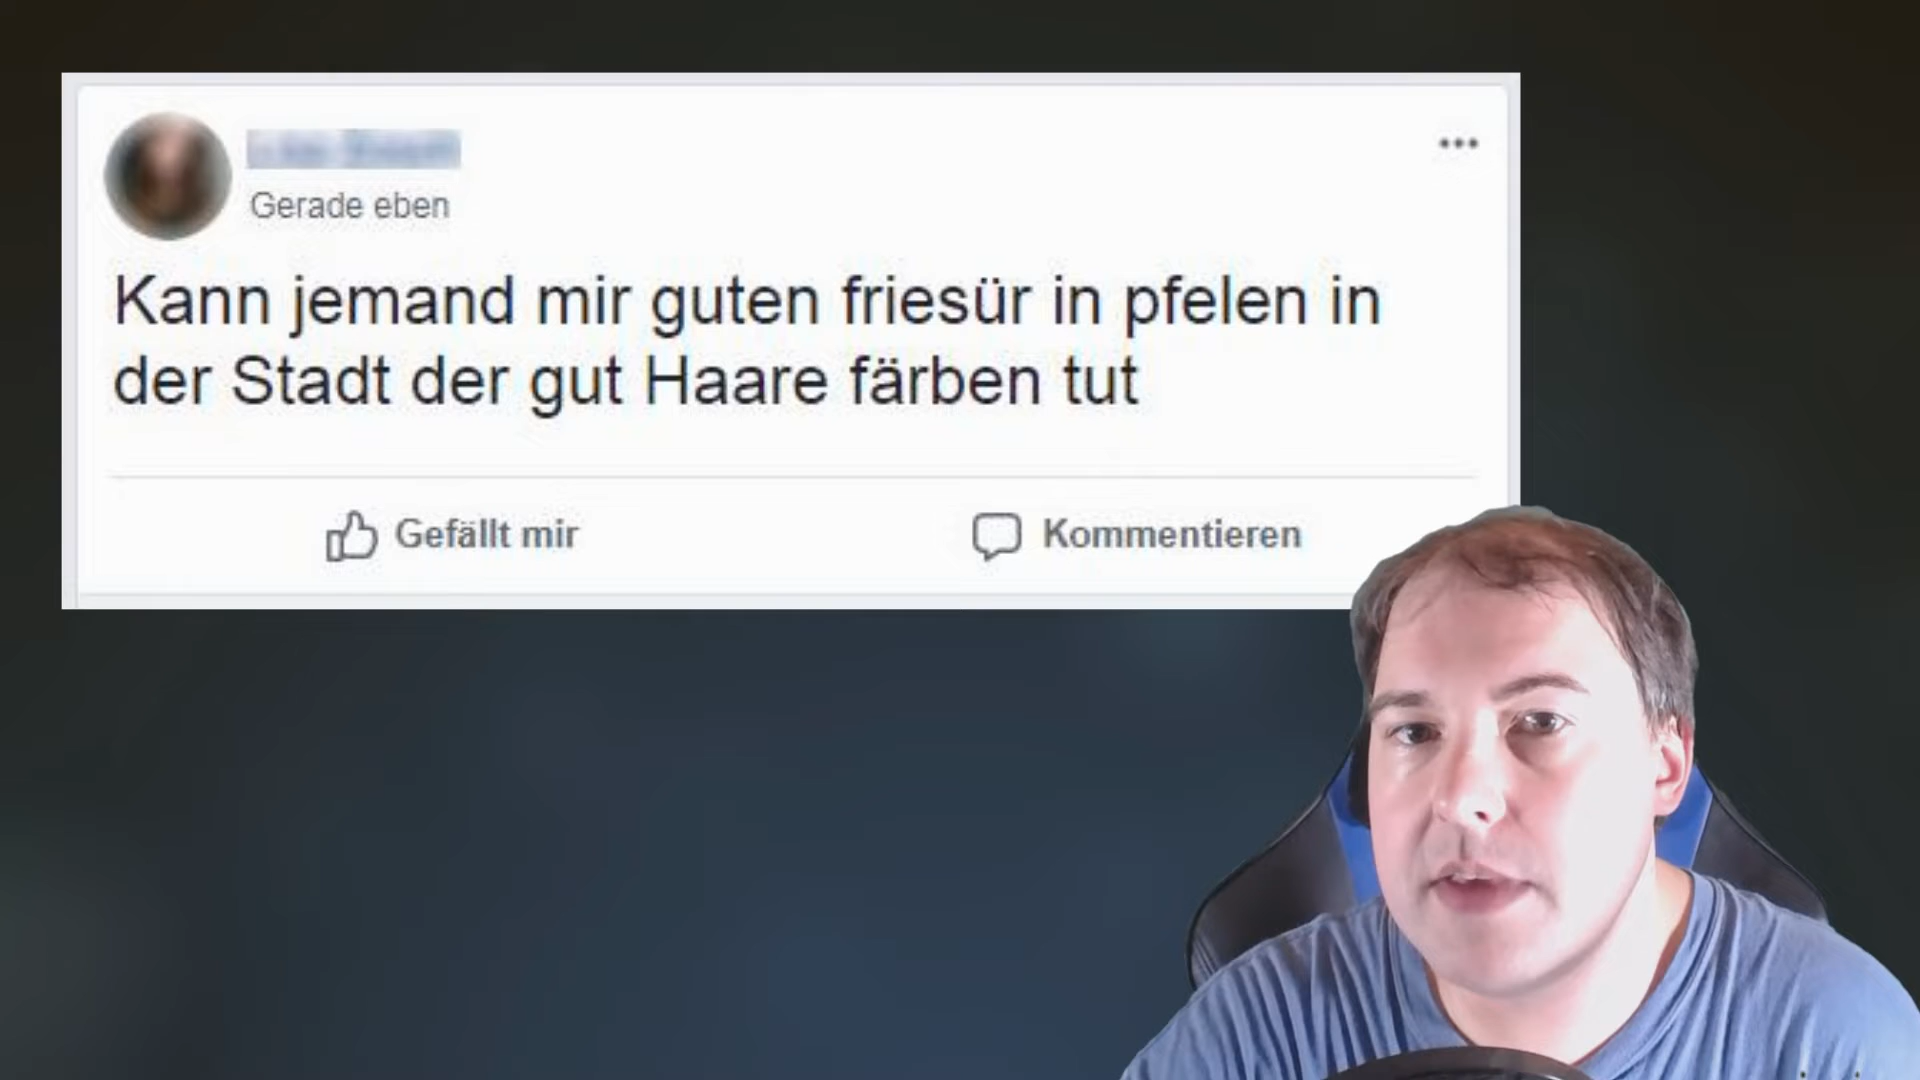 Gerade eben
Kann jemand mir guten friesür in pfelen in
der Stadt der gut Haare färben tut
Gefällt mir
Kommentieren